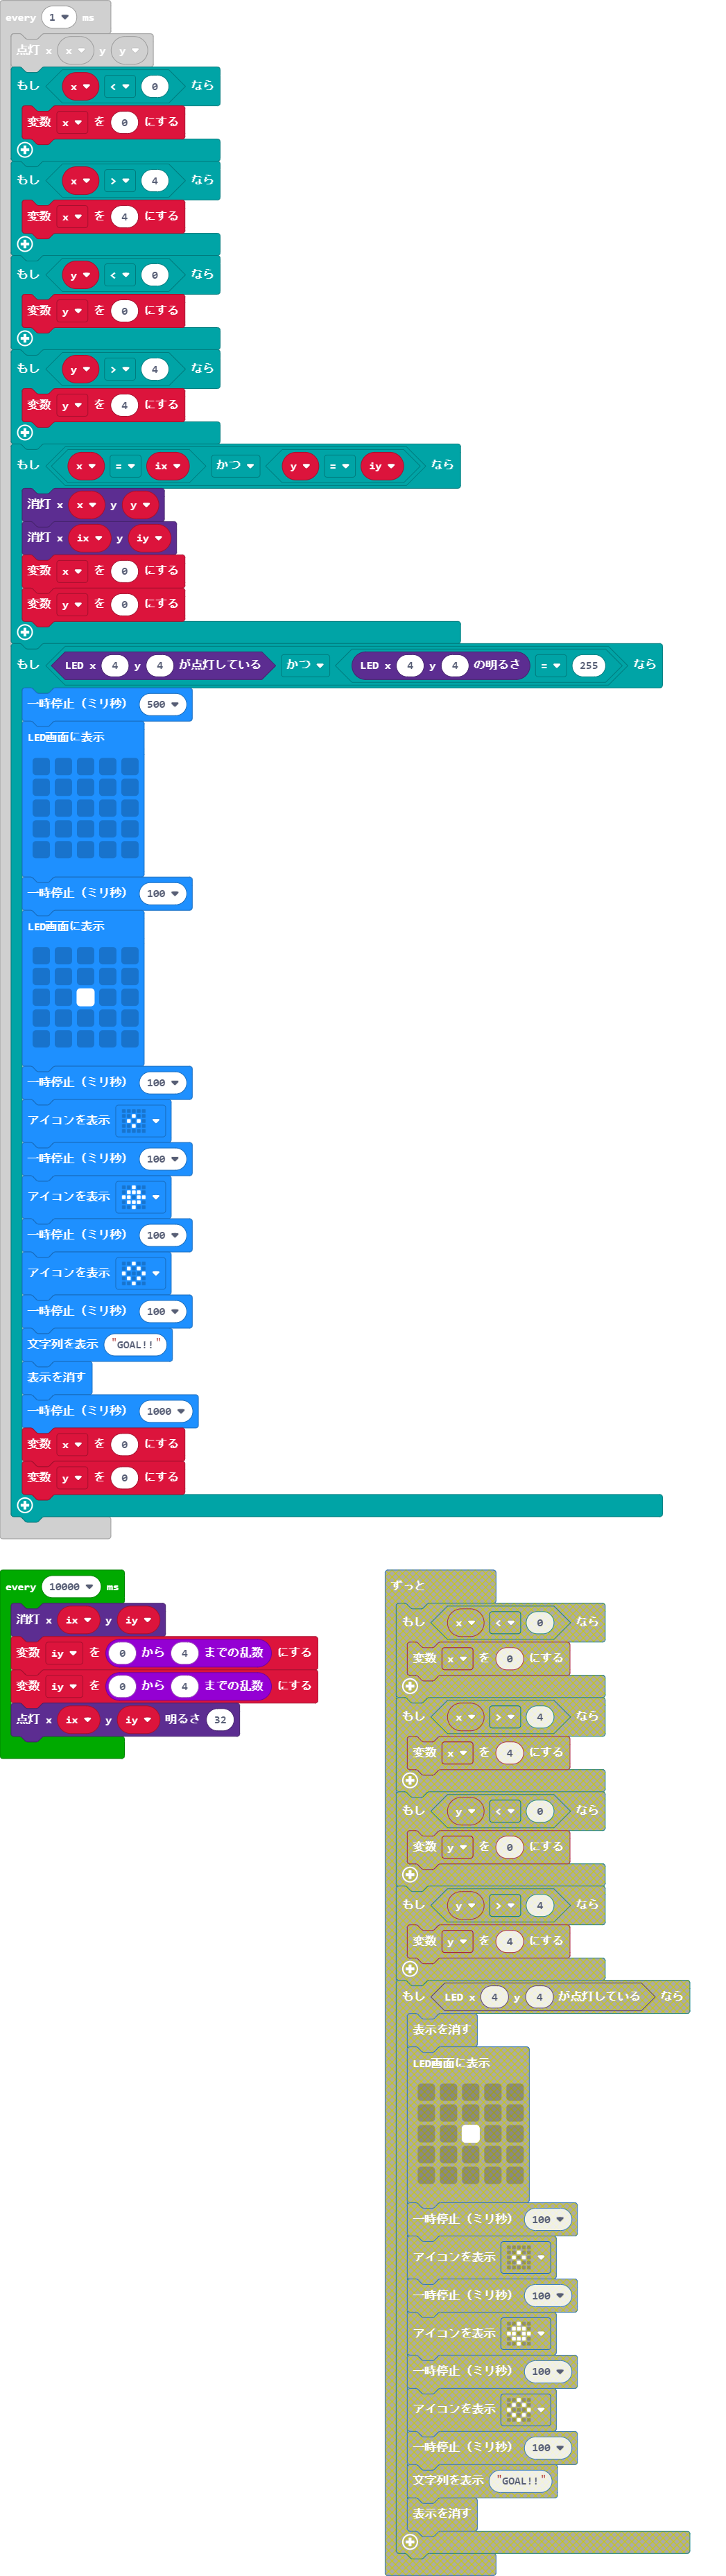 every 1 ms
点灯 x x y y
もし x < 0 なら
変数 x を 0 にする
もし x > 4 なら
変数 x を 4 にする
もし y < 0 なら
変数 y を 0 にする
もし y > 4 なら
変数 y を 4 にする
もし x = ix かつ y = iy なら
消灯 x x y y
消灯 x ix y iy
変数 x を 0 にする
変数 y を 0 にする
もし LED x 4 y 4 が点灯している かつ LED x 4 y 4 の明るさ = 255 なら
一時停止（ミリ秒） 500
LED画面に表示
一時停止（ミリ秒） 100
LED画面に表示
一時停止（ミリ秒） 100
アイコンを表示
一時停止（ミリ秒） 100
アイコンを表示
一時停止（ミリ秒） 100
アイコンを表示
一時停止（ミリ秒） 100
文字列を表示 "GOAL!!"
表示を消す
一時停止（ミリ秒） 1000
変数 x を 0 にする
変数 y を 0 にする
every 10000 ms
消灯 x ix y iy
変数 iy を 0 から 4 までの乱数 にする
変数 iy を 0 から 4 までの乱数 にする
点灯 x ix y iy 明るさ 32
ずっと
もし x < 0 なら
変数 x を 0 にする
もし x > 4 なら
変数 x を 4 にする
もし y < 0 なら
変数 y を 0 にする
もし y > 4 なら
変数 y を 4 にする
もし LED x 4 y 4 が点灯している なら
表示を消す
LED画面に表示
一時停止（ミリ秒） 100
アイコンを表示
一時停止（ミリ秒） 100
アイコンを表示
一時停止（ミリ秒） 100
アイコンを表示
一時停止（ミリ秒） 100
文字列を表示 "GOAL!!"
表示を消す